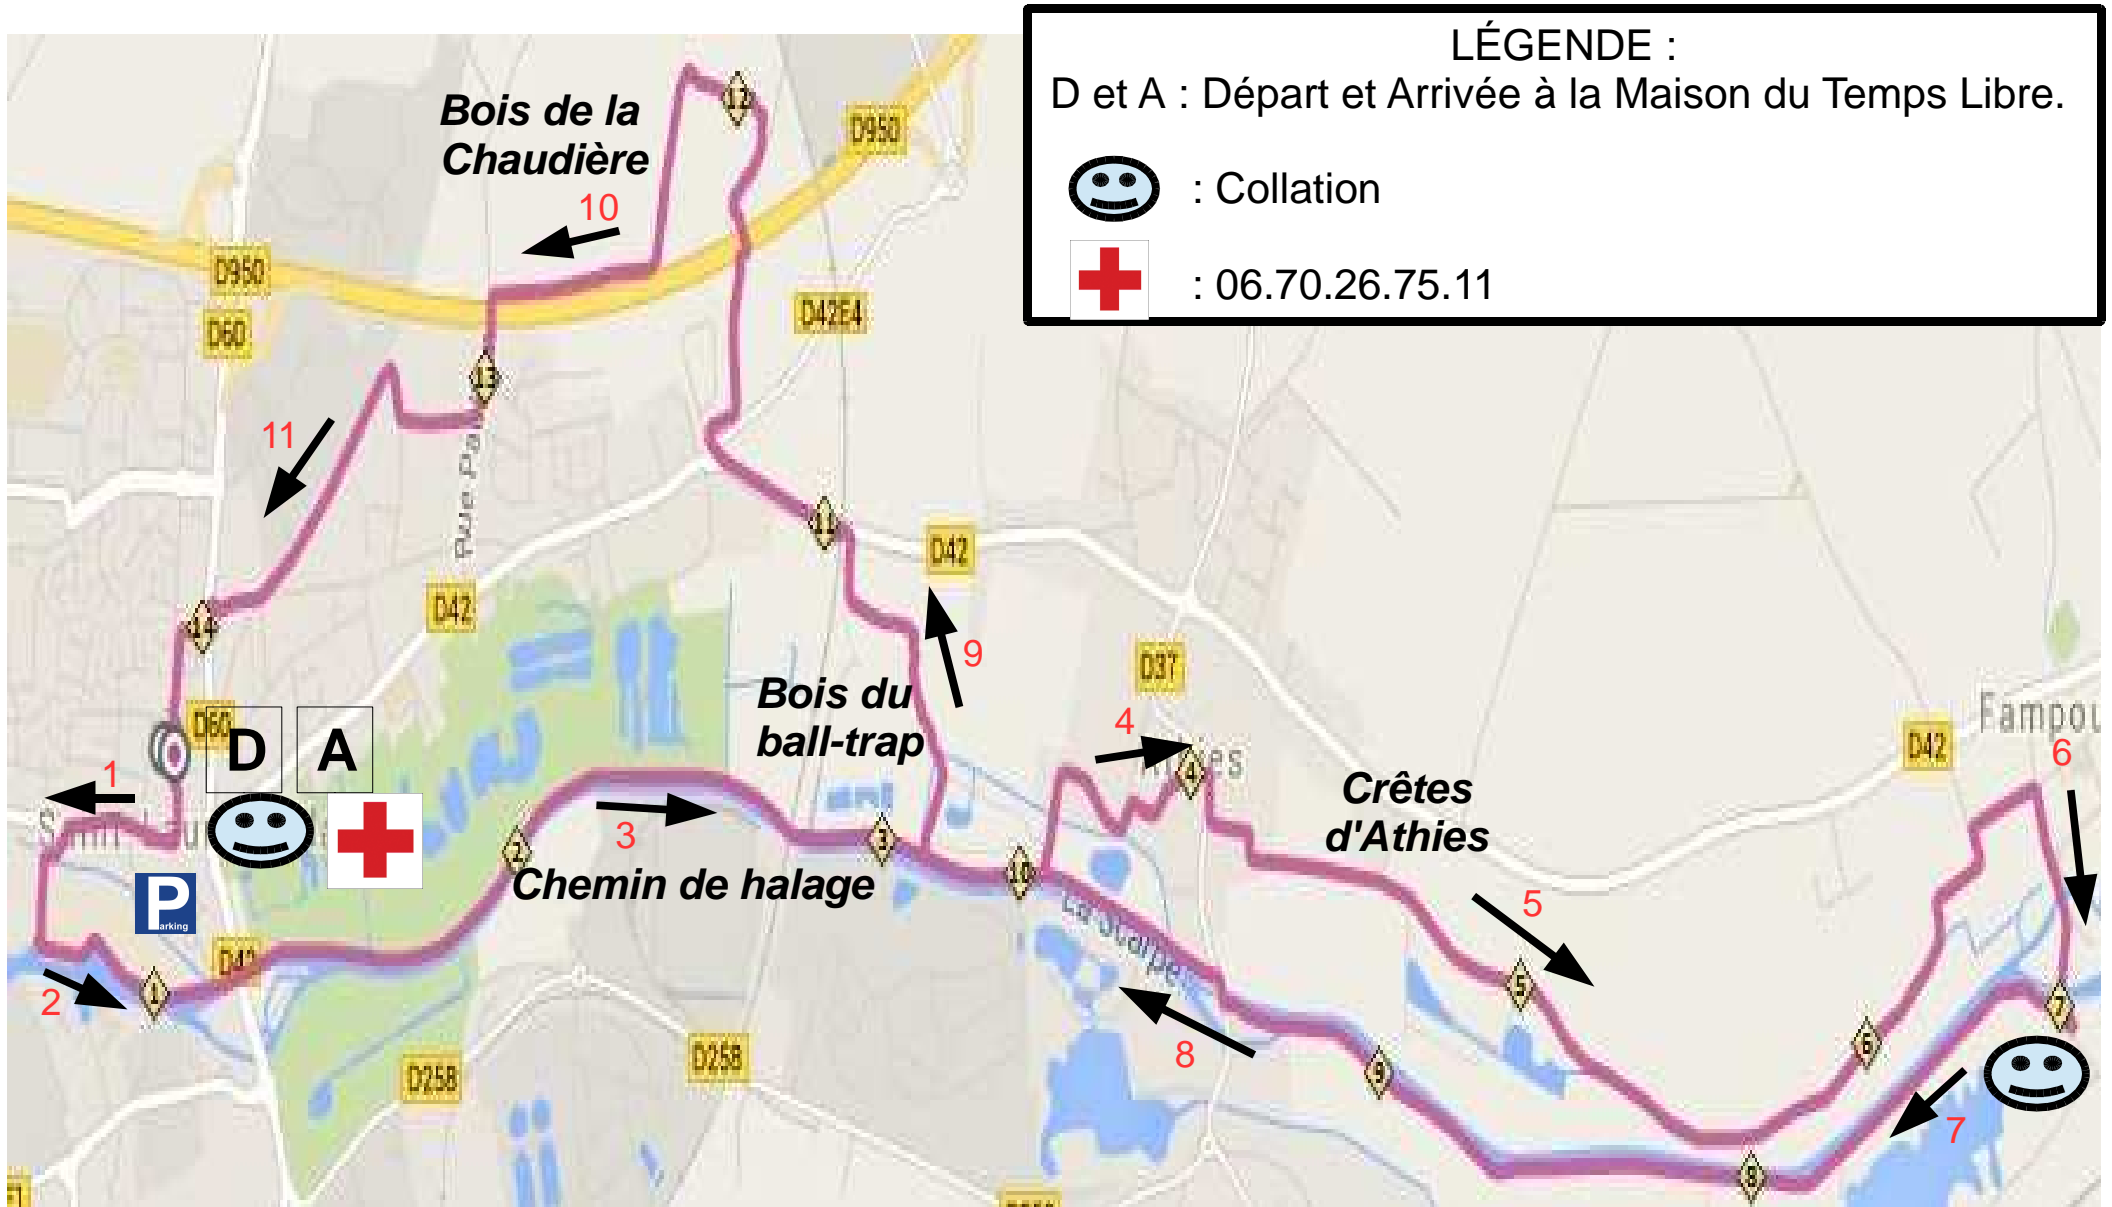 LÉGENDE :
D et A : Départ et Arrivée à la Maison du Temps Libre.
: Collation
: 06.70.26.75.11
12
Bois de la
Chaudière
D950
10
D950
D60
D42E4
13
11
Rue Pa
11
D42
D42
14
9
D37
Fampou
D60
D
A
Bois du
ball-trap
4
4
D42
6
1
Crêtes
d'Athies
3
2
3
10
Chemin de halage
P
arking
5
La Scarpe
D42
2
1
5
7
8
6
D258
D258
9
7
8